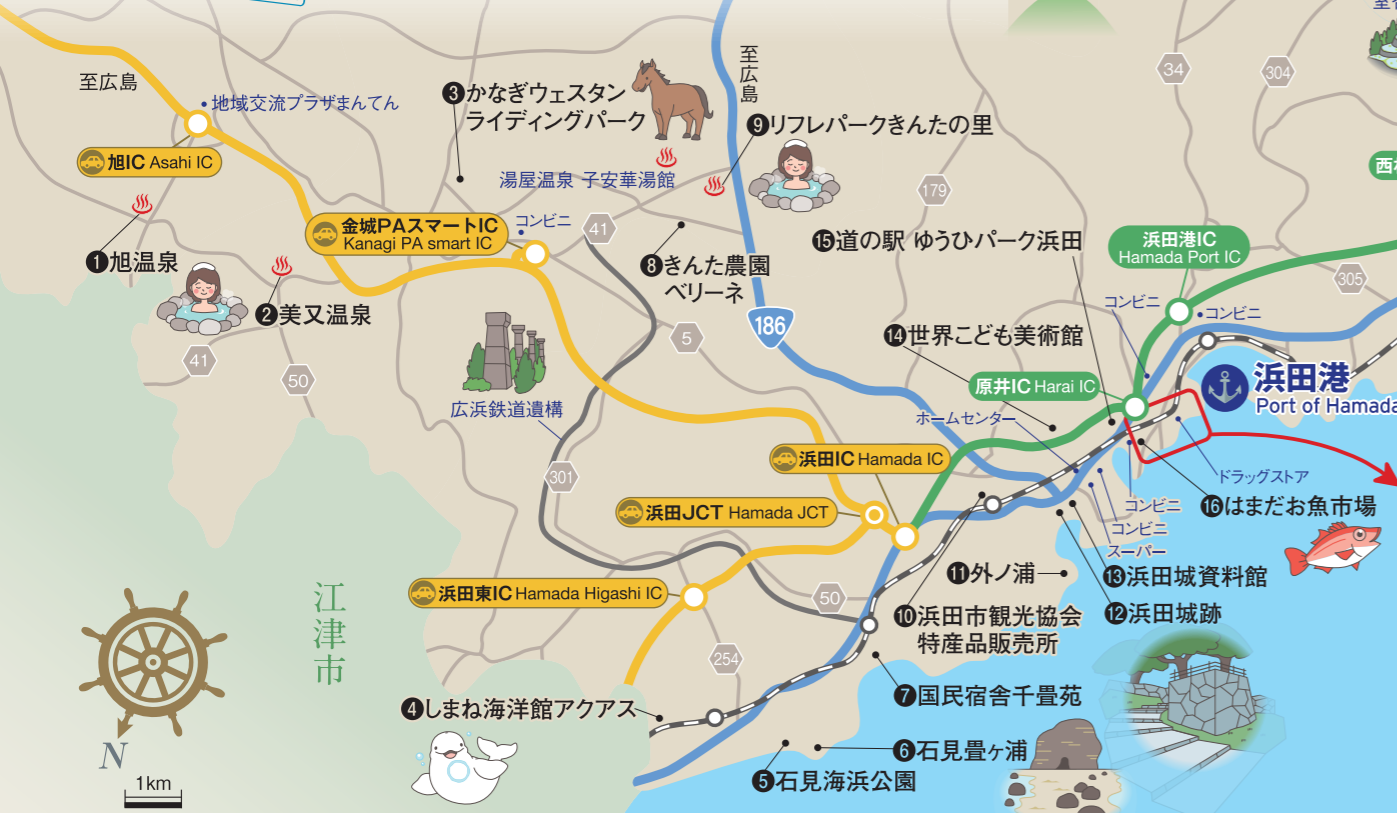 至広島
地域交流プラザまんてん
旭IC Asahi IC
❶旭温泉
❷美又温泉
41
50
❸かなぎウェスタン
ライディングパーク
湯屋温泉 子安華湯館
金城PAスマートIC
Kanagi PA smart IC
コンビニ
41
至広島
❾リフレパークきんたの里
❽きんた農園
ベリーネ
186
5
179
34
304
305
⓯道の駅 ゆうひパーク浜田
浜田港IC
Hamada Port IC
コンビニ
コンビニ
⓮世界こども美術館
原井IC Harai IC
浜田港
Port of Hamada
ホームセンター
広浜鉄道遺構
301
浜田IC Hamada IC
浜田JCT Hamada JCT
浜田東IC Hamada Higashi IC
ドラッグストア
⓰はまだお魚市場
コンビニ
コンビニ
スーパー
⓫外ノ浦
⓭浜田城資料館
⓬浜田城跡
❿浜田市観光協会
特産品販売所
50
254
江津市
❹しまね海洋館アクアス
❼国民宿舎千畳苑
❻石見畳ヶ浦
❺石見海浜公園
N
1km